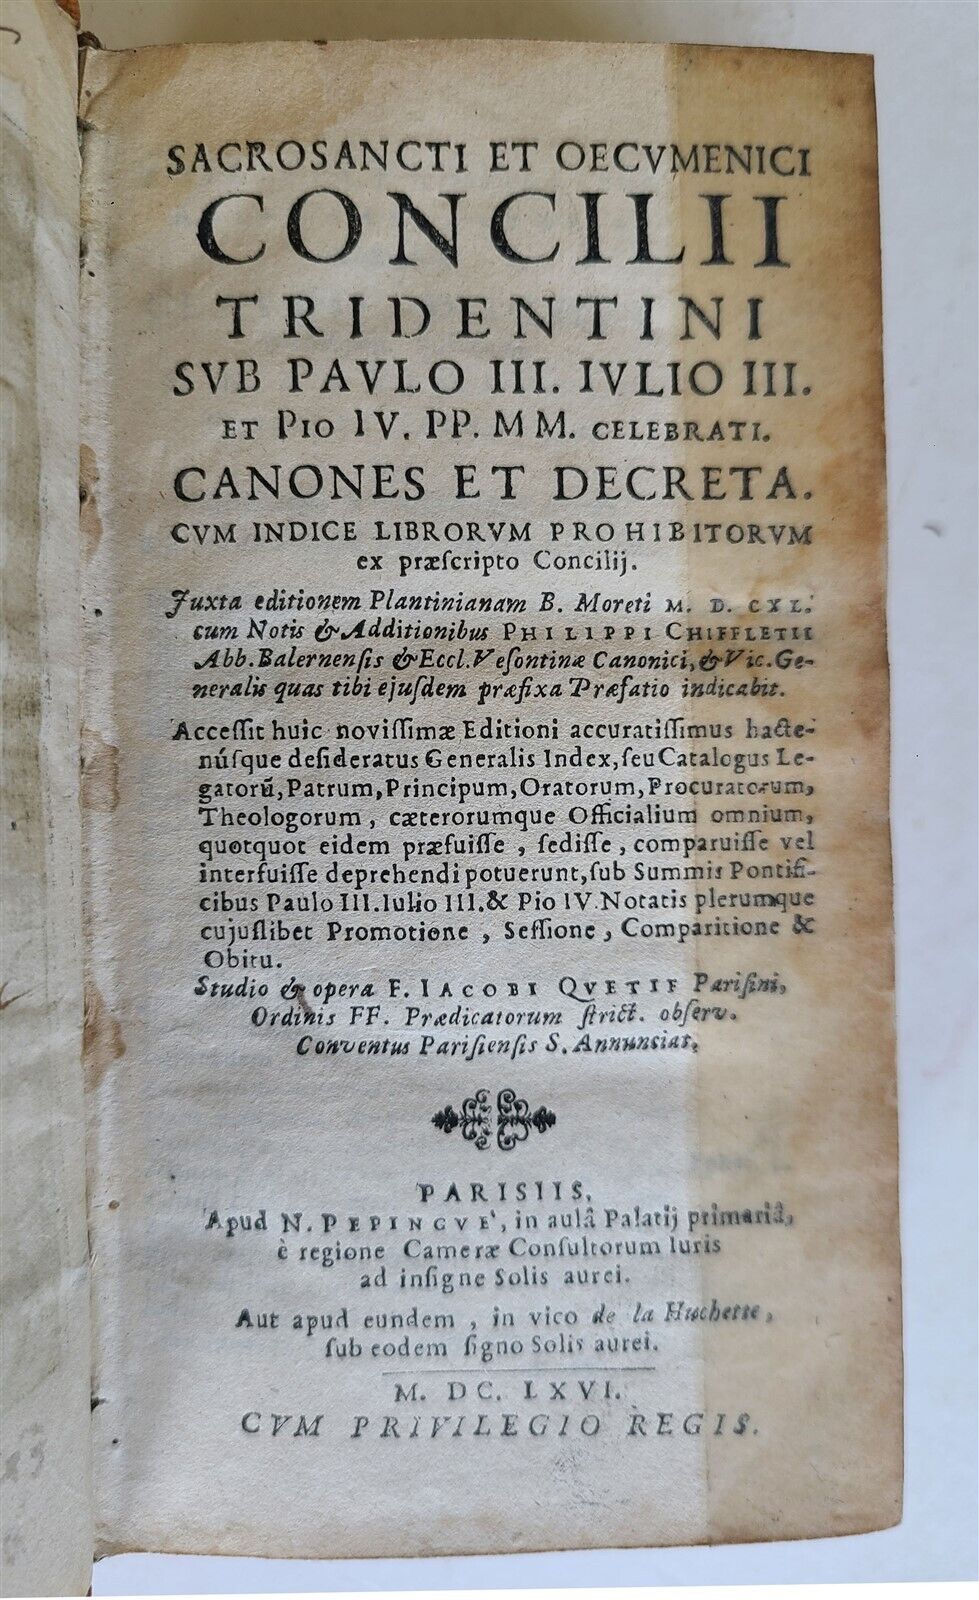 SACROSANCTI ET OECVMENICI
CONCILII
TRIDENTINI
SVB PAVLO III. IVLIO III.
ET PIO IV. PP. MM. CELEBRATI.
CANONES ET DECRETA.
CVM INDICE LIBRORVM PROHIBITORVM
ex præſcripto Concilij.
Juxta editionem Plantinianam B. Moreti M. D. CXL.
cum Notis & Additionibus PHILIPPI CHIFFLETII
Abb. Balernenſis & Eccl. Veſontinæ Canonici, & Vic. Ge-
neralis quas tibi ejuſdem præfixa Præfatio indicabit.
Acceſſit huic noviſſimæ Editioni accuratiſſimus hacte-
núſque deſideratus Generalis Index, ſeu Catalogus Le-
gatorũ, Patrum, Principum, Oratorum, Procuratorum,
Theologorum, cæterorumque Officialium omnium,
quotquot eidem præfuiſſe, ſediſſe, comparuiſſe vel
interfuiſſe deprehendi potuerunt, ſub Summis Pontifi-
cibus Paulo III. Iulio III. & Pio IV. Notatis plerumque
cujuſlibet Promotione, Seſſione, Comparitione &
Obitu.
Studio & opera F. IACOBI QVETIF Pariſini,
Ordinis FF. Prædicatorum ſtrict. obſerv.
Conventus Pariſienſis S. Annunciat.
PARISIIS,
Apud N. PEPINGVE', in aulâ Palatij primariâ,
è regione Cameræ Conſultorum Iuris
ad inſigne Solis aurei.
Aut apud eundem, in vico de la Huchette,
ſub eodem ſigno Solis aurei.
M. DC. LXVI.
CVM PRIVILEGIO REGIS.